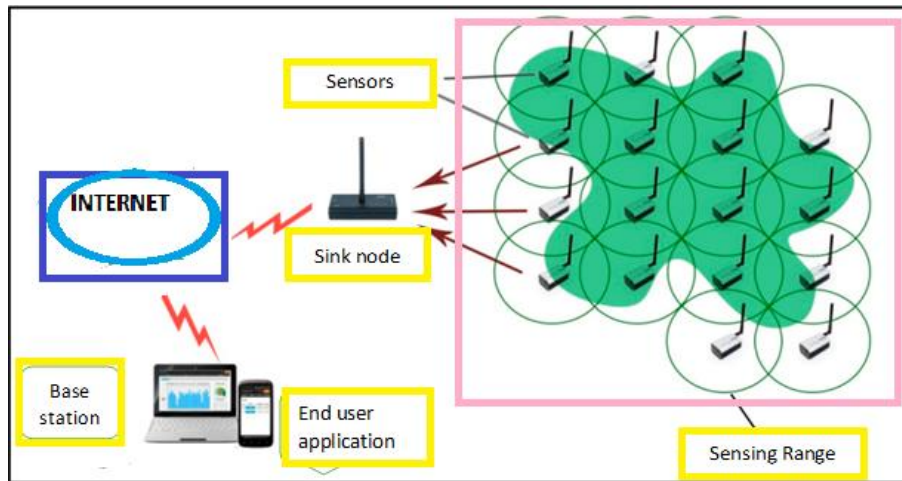 Sensors
INTERNET
Sink node
Base
station
End user
application
Sensing Range